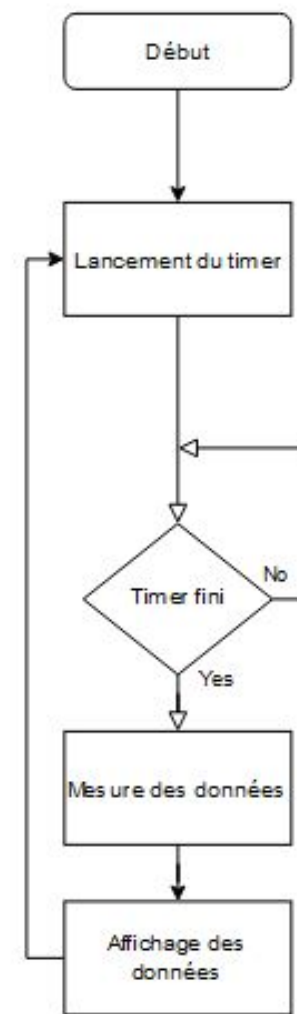 Début
Lancement du timer
Timer fini
No
Yes
Mesure des données
Affichage des
données